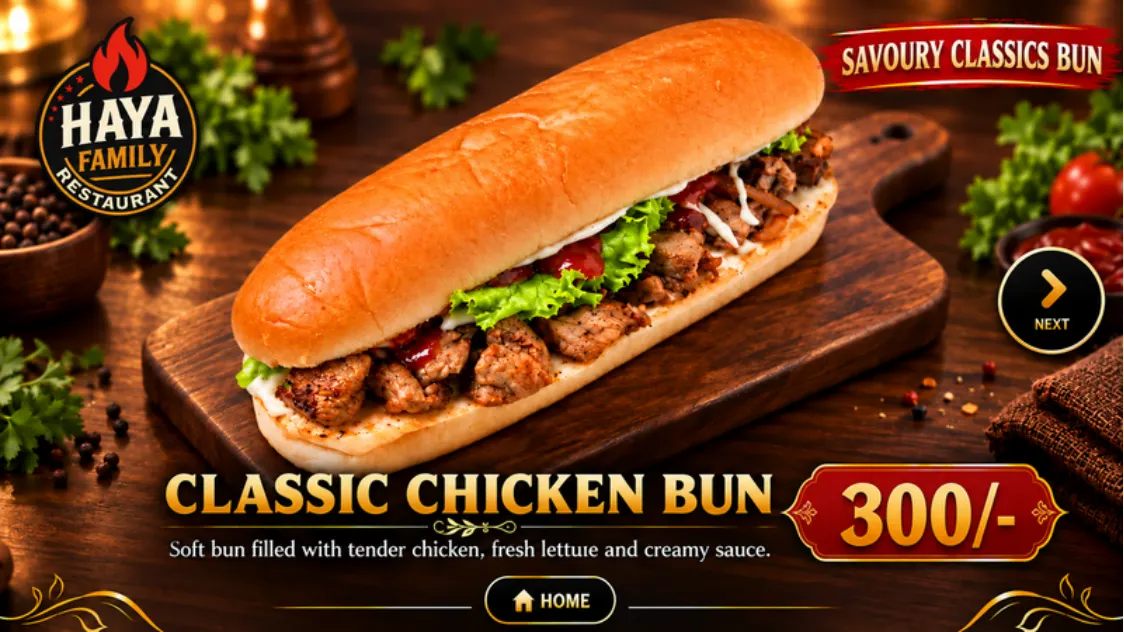 HAYA
FAMILY
RESTAURANT
SAVOURY CLASSICS BUN
NEXT
CLASSIC CHICKEN BUN
300/-
Soft bun filled with tender chicken, fresh lettuıe and creamy sauce.
HOME